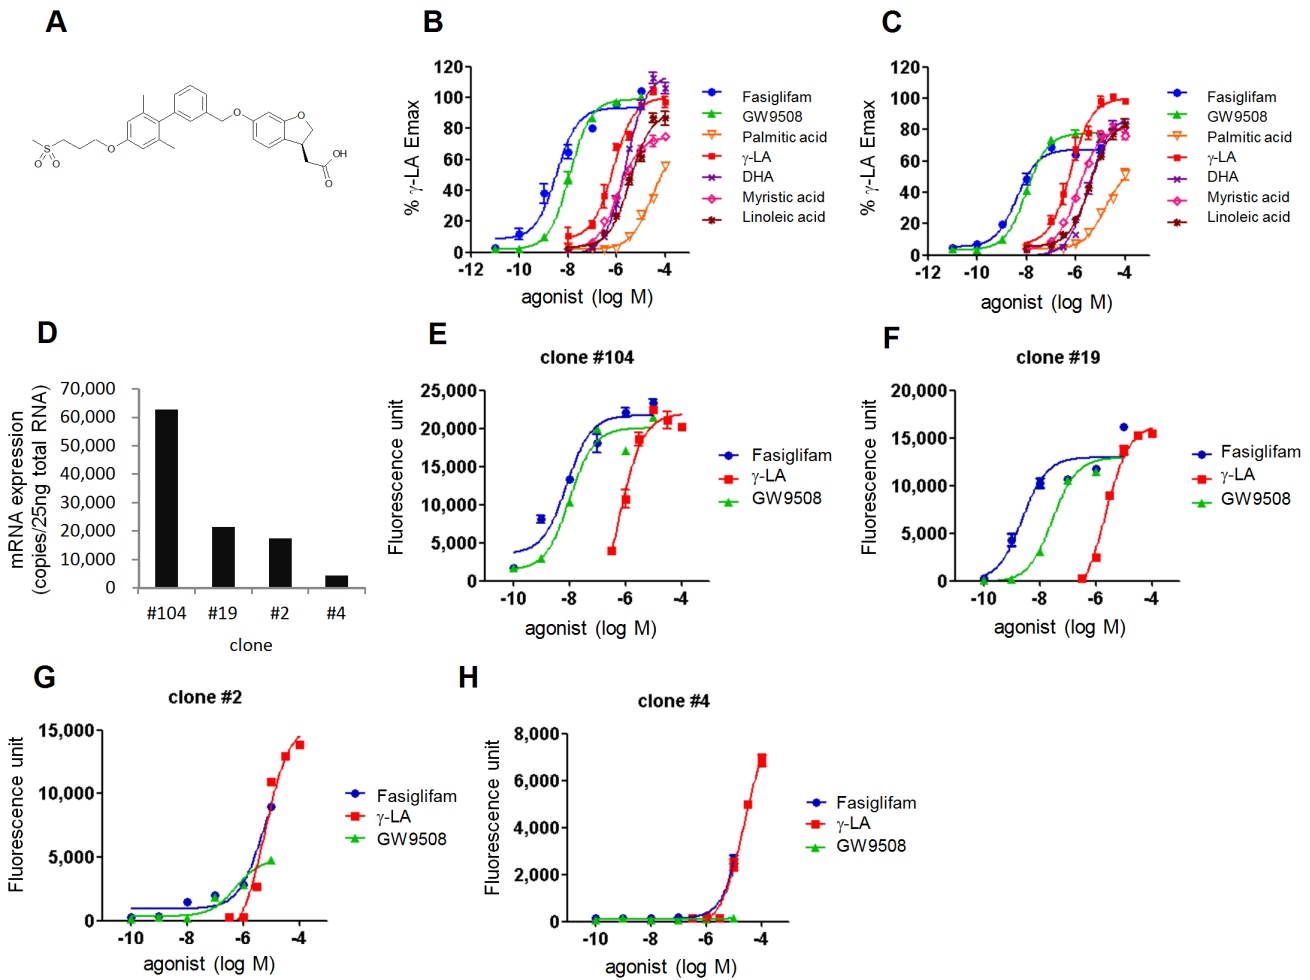 A
O
O
O
OH
O
O
S
O O
B
% γ-LA Emax
120
100
80
60
40
20
0
-12 -10 -8 -6 -4
agonist (log M)
Fasiglifam
GW9508
Palmitic acid
γ-LA
DHA
Myristic acid
Linoleic acid
C
% γ-LA Emax
120
100
80
60
40
20
0
-12 -10 -8 -6 -4
agonist (log M)
Fasiglifam
GW9508
Palmitic acid
γ-LA
DHA
Myristic acid
Linoleic acid
D
mRNA expression
(copies/25ng total RNA)
70,000
60,000
50,000
40,000
30,000
20,000
10,000
0
#104 #19 #2 #4
clone
E
clone #104
Fluorescence unit
25,000
20,000
15,000
10,000
5,000
0
-10 -8 -6 -4
agonist (log M)
Fasiglifam
γ-LA
GW9508
F
clone #19
Fluorescence unit
20,000
15,000
10,000
5,000
0
-10 -8 -6 -4
agonist (log M)
Fasiglifam
γ-LA
GW9508
G
clone #2
Fluorescence unit
15,000
10,000
5,000
0
-10 -8 -6 -4
agonist (log M)
Fasiglifam
γ-LA
GW9508
H
clone #4
Fluorescence unit
8,000
6,000
4,000
2,000
0
-10 -8 -6 -4
agonist (log M)
Fasiglifam
γ-LA
GW9508